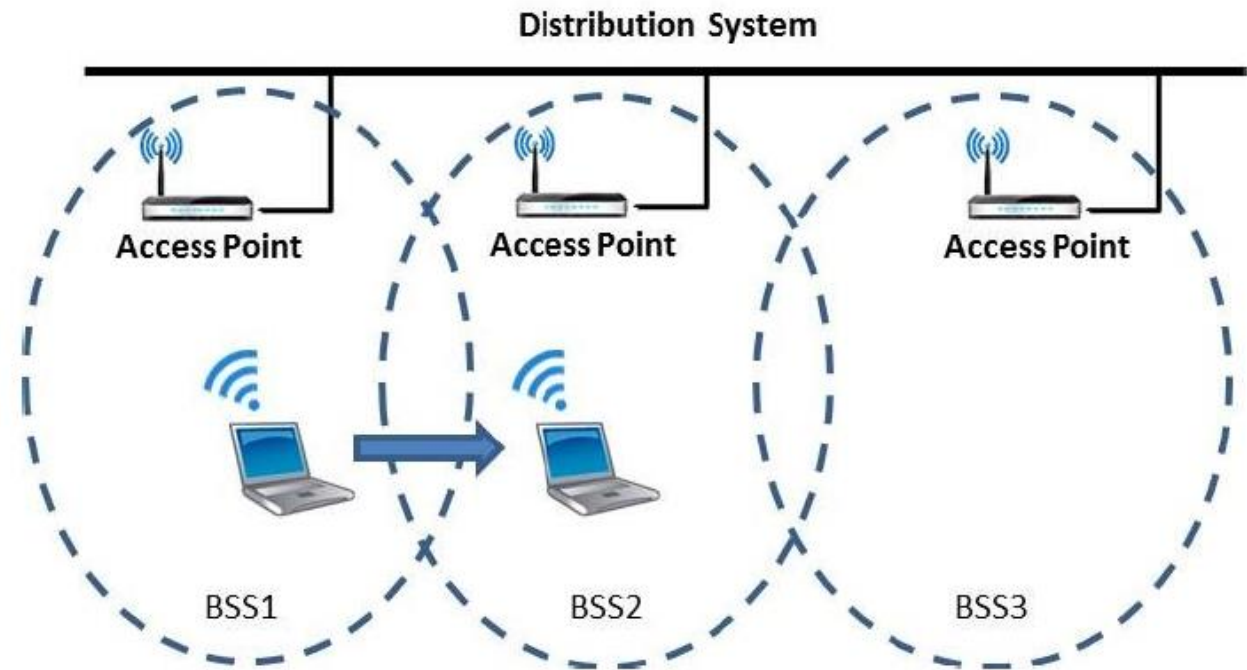 Distribution System
Access Point
Access Point
Access Point
BSS1
BSS2
BSS3